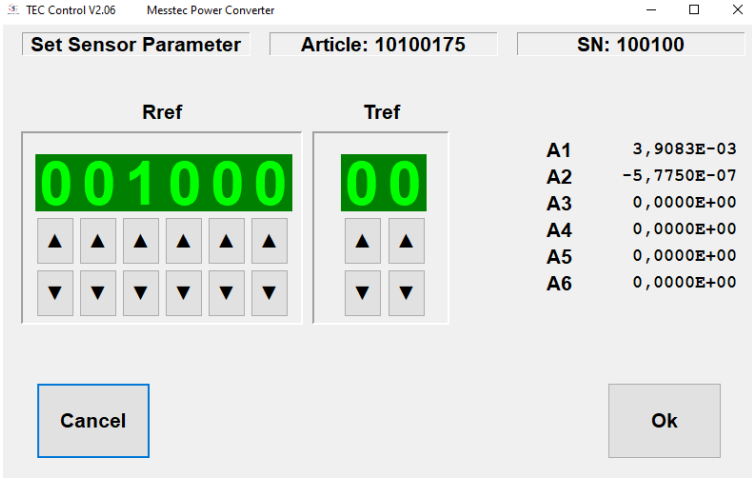 TEC Control V2.06 Messtec Power Converter
Set Sensor Parameter Article: 10100175 SN: 100100
Rref Tref
001000 00
A1 3,9083E-03
A2 -5,7750E-07
A3 0,0000E+00
A4 0,0000E+00
A5 0,0000E+00
A6 0,0000E+00
Cancel Ok